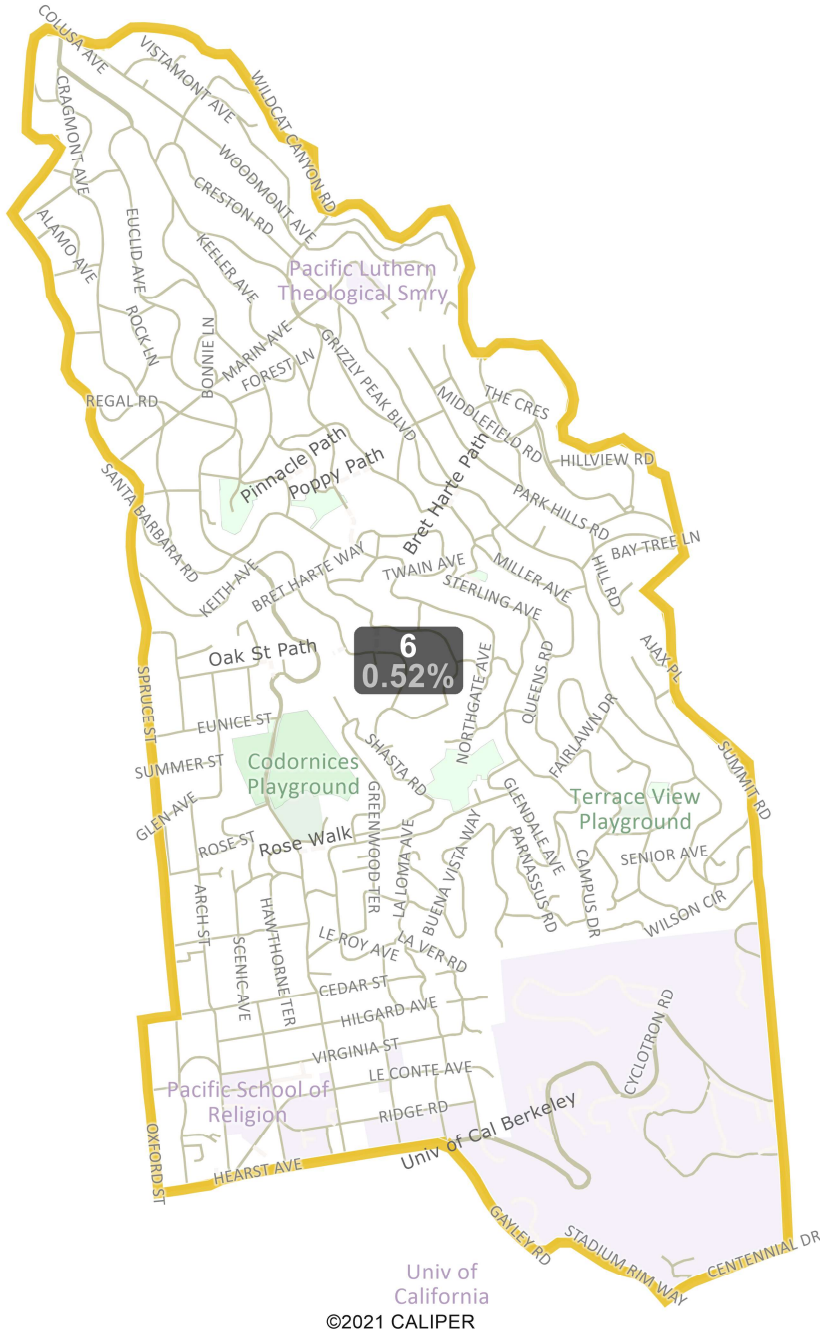 COLUSA AVE
VISTAMONT AVE
WILDCAT CANYON RD
CRAGMONT AVE
WOODMONT AVE
CRESTON RD
ALAMO AVE
EUCLID AVE
KEELER AVE
Pacific Luthern
Theological Smry
ROCK LN
BONNIE LN
MARIN AVE
FOREST LN
GRIZZLY PEAK BLVD
REGAL RD
THE CRES
MIDDLEFIELD RD
HILLVIEW RD
Pinnacle Path
Poppy Path
Bret Harte Path
SANTA BARBARA RD
PARK HILLS RD
BAY TREE LN
KEITH AVE
BRET HARTE WAY
TWAIN AVE
STERLING AVE
MILLER AVE
HILL RD
Oak St Path
6
0.52%
AJAX PL
SPRUCE ST
NORTHGATE AVE
QUEENS RD
EUNICE ST
FAIRLAWN DR
SUMMER ST
SHASTA RD
Codornices
Playground
SUMMIT RD
GLEN AVE
GREENWOOD TER
GLENDALE AVE
Terrace View
Playground
ROSE ST
Rose Walk
LA LOMA AVE
BUENA VISTA WAY
PARNASSUS RD
CAMPUS DR
SENIOR AVE
ARCH ST
SCENIC AVE
HAWTHORNE TER
LE ROY AVE
LA VER RD
WILSON CIR
CEDAR ST
HILGARD AVE
CYCLOTRON RD
VIRGINIA ST
LE CONTE AVE
Pacific School of
Religion
RIDGE RD
Univ of Cal Berkeley
OXFORD ST
HEARST AVE
GAYLEY RD
STADIUM RIM WAY
CENTENNIAL DR
Univ of
California
©2021 CALIPER